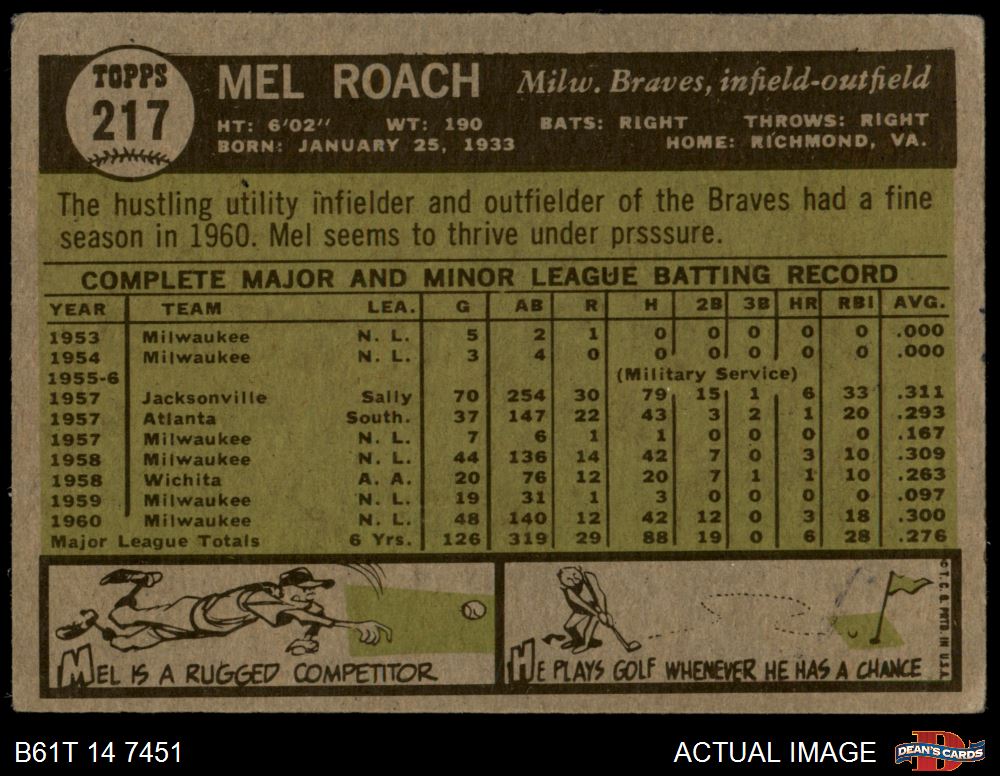 TOPPS
217
MEL ROACH Milw. Braves, infield-outfield
HT: 6'02" WT: 190 BATS: RIGHT THROWS: RIGHT
BORN: JANUARY 25, 1933 HOME: RICHMOND, VA.
The hustling utility infielder and outfielder of the Braves had a fine
season in 1960. Mel seems to thrive under prsssure.
COMPLETE MAJOR AND MINOR LEAGUE BATTING RECORD
YEAR TEAM LEA. G AB R H 2B 3B HR RBI AVG.
1953 Milwaukee N. L. 5 2 1 0 0 0 0 0 .000
1954 Milwaukee N. L. 3 4 0 0 0 0 0 0 .000
1955-6 (Military Service)
1957 Jacksonville Sally 70 254 30 79 15 1 6 33 .311
1957 Atlanta South. 37 147 22 43 3 2 1 20 .293
1957 Milwaukee N. L. 7 6 1 1 0 0 0 0 .167
1958 Milwaukee N. L. 44 136 14 42 7 0 3 10 .309
1958 Wichita A. A. 20 76 12 20 7 1 1 10 .263
1959 Milwaukee N. L. 19 31 1 3 0 0 0 0 .097
1960 Milwaukee N. L. 48 140 12 42 12 0 3 18 .300
Major League Totals 6 Yrs. 126 319 29 88 19 0 6 28 .276
MEL IS A RUGGED COMPETITOR
HE PLAYS GOLF WHENEVER HE HAS A CHANCE
© T. C. G. PRTD. IN U.S.A.
B61T 14 7451
ACTUAL IMAGE
DEAN'S CARDS